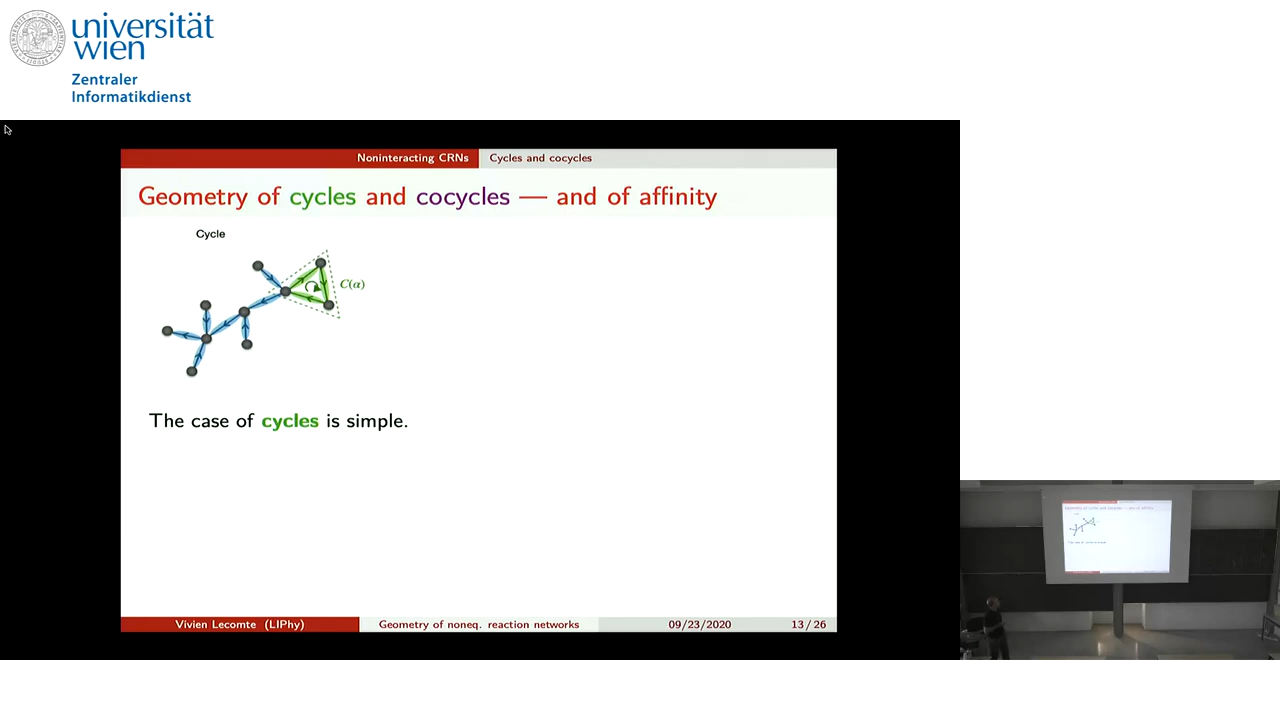 universität
wien
Zentraler
Informatikdienst
Noninteracting CRNs Cycles and cocycles
Geometry of cycles and cocycles — and of affinity
Cycle
C(α)
The case of cycles is simple.
Vivien Lecomte (LIPhy) Geometry of noneq. reaction networks 09/23/2020 13 / 26